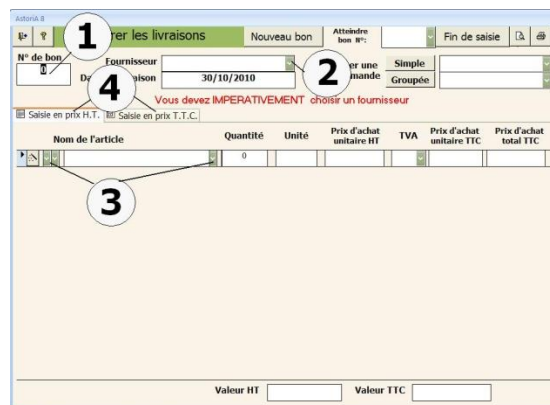 AstoriA 8
? rer les livraisons Nouveau bon Atteindre bon N°: Fin de saisie
N° de bon Fournisseur er une Simple
0 Da aison 30/10/2010 mande Groupée
Vous devez IMPERATIVEMENT choisir un fournisseur
Saisie en prix H.T. Saisie en prix T.T.C.
Nom de l'article Quantité Unité Prix d'achat unitaire HT TVA Prix d'achat unitaire TTC Prix d'achat total TTC
0
Valeur HT Valeur TTC
1
2
3
4